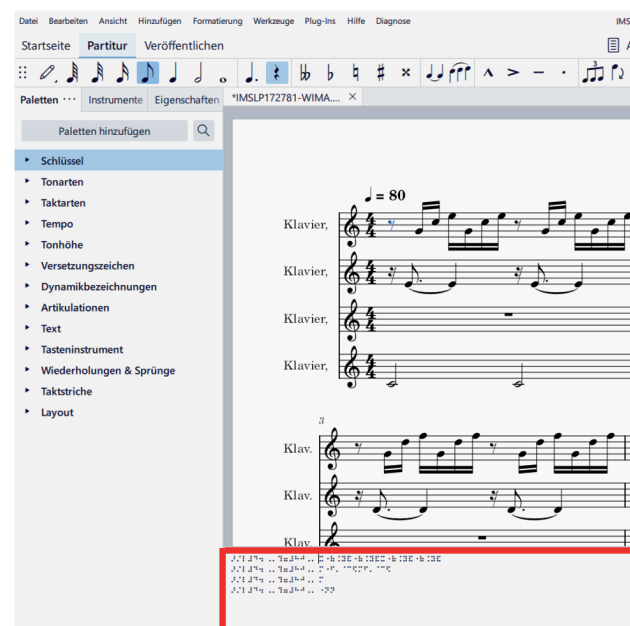 Datei Bearbeiten Ansicht Hinzufügen Formatierung Werkzeuge Plug-Ins Hilfe Diagnose IMS
Startseite Partitur Veröffentlichen
3
Paletten ··· Instrumente Eigenschaften *IMSLP172781-WIMA.... ×
Paletten hinzufügen
Schlüssel
Tonarten
Taktarten
Tempo
Tonhöhe
Versetzungszeichen
Dynamikbezeichnungen
Artikulationen
Text
Tasteninstrument
Wiederholungen & Sprünge
Taktstriche
Layout
= 80
Klavier,
Klavier,
Klavier,
Klavier,
3
Klav.
Klav.
Klav.